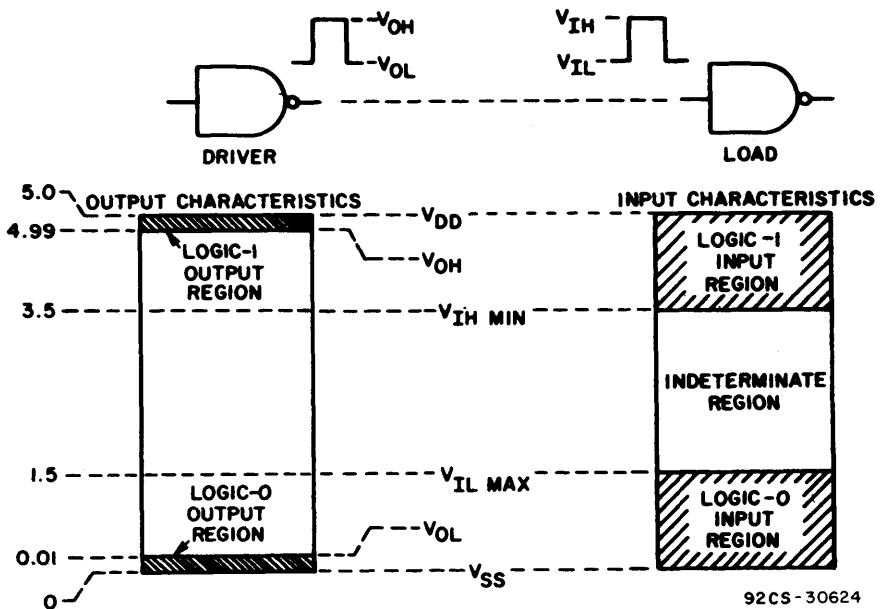 VOH
VOL
VIH
VIL
DRIVER
LOAD
5.0
OUTPUT CHARACTERISTICS
VDD
INPUT CHARACTERISTICS
4.99
LOGIC-1
OUTPUT
REGION
VOH
LOGIC-1
INPUT
REGION
3.5
VIH MIN
INDETERMINATE
REGION
1.5
VIL MAX
LOGIC-0
OUTPUT
REGION
VOL
LOGIC-0
INPUT
REGION
0.01
VSS
0
92CS-30624